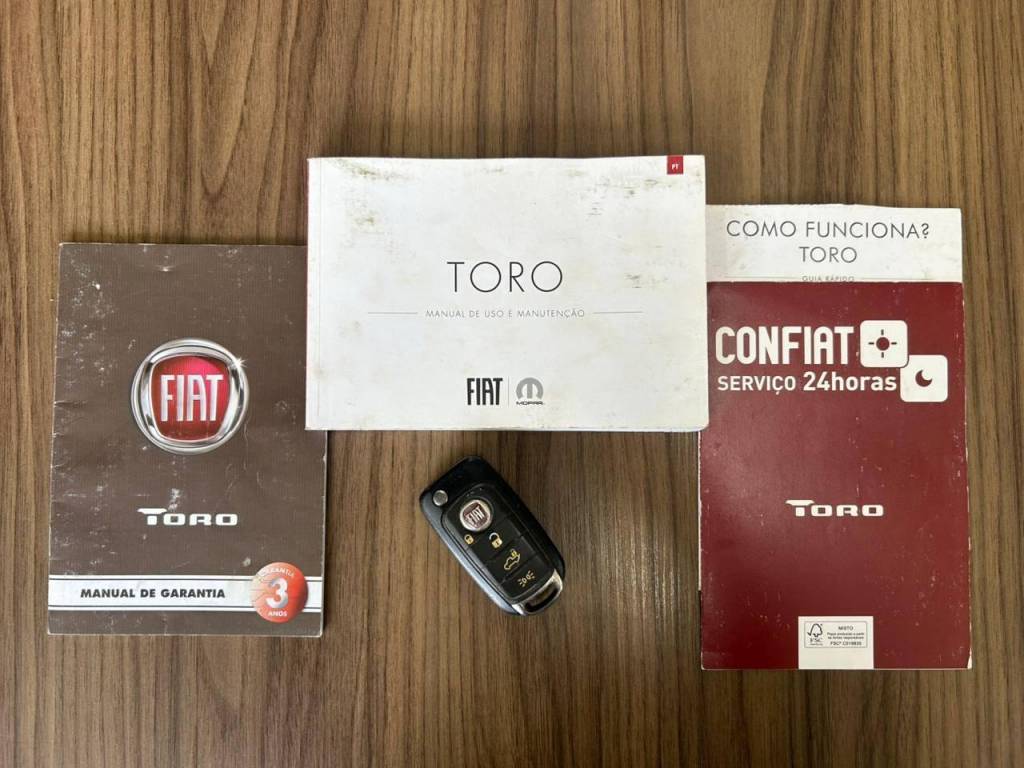 FIAT
TORO
MANUAL DE GARANTIA
GARANTIA
3
ANOS
PT
TORO
MANUAL DE USO E MANUTENÇÃO
FIAT
MOPAR
FIAT
COMO FUNCIONA?
TORO
GUIA RÁPIDO
CONFIAT
SERVIÇO 24horas
TORO
FSC
MISTO